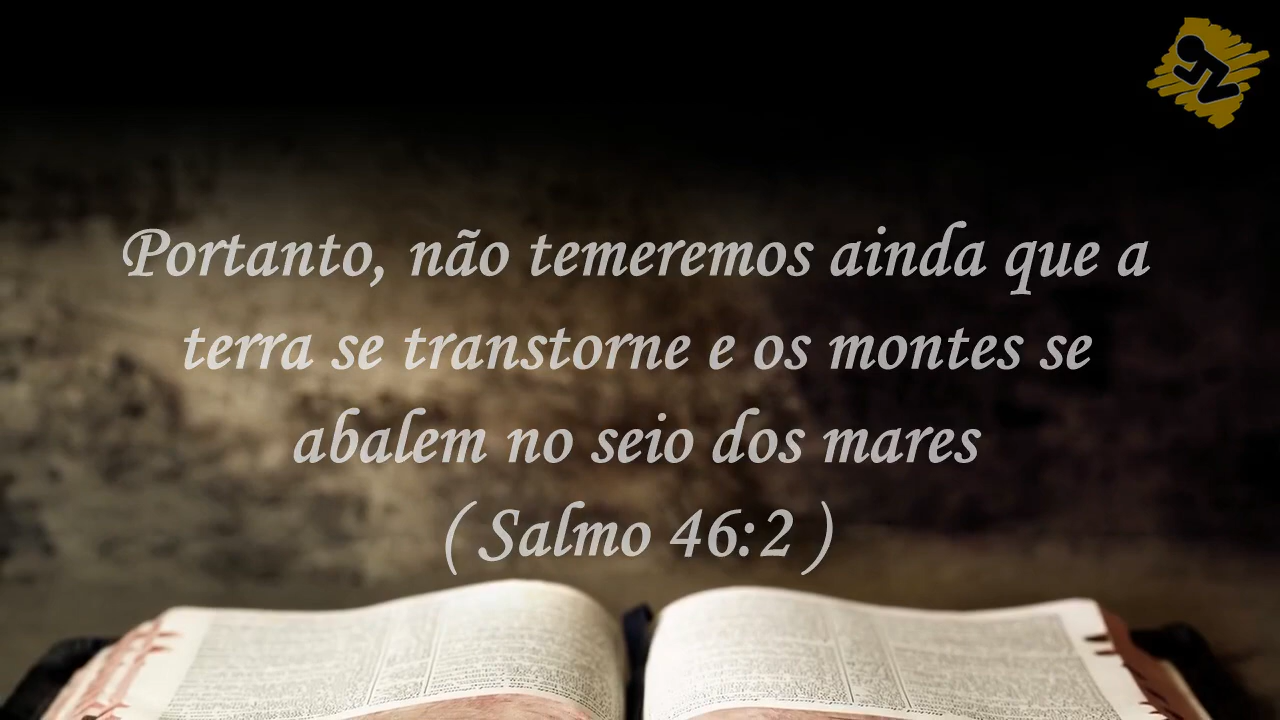 Portanto, não temeremos ainda que a
terra se transtorne e os montes se
abalem no seio dos mares
( Salmo 46:2 )